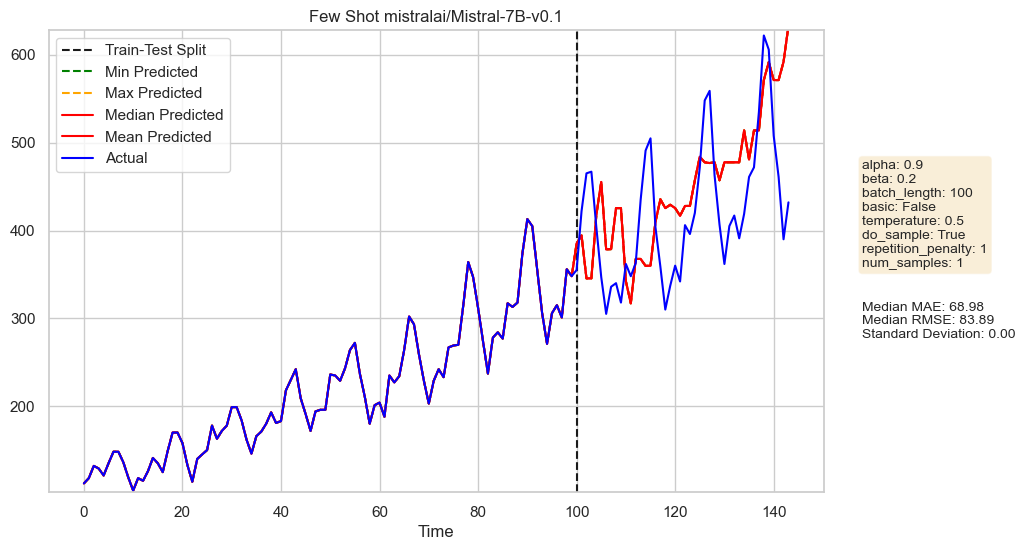 Few Shot mistralai/Mistral-7B-v0.1
Train-Test Split
Min Predicted
Max Predicted
Median Predicted
Mean Predicted
Actual
600
500
400
300
200
0 20 40 60 80 100 120 140
Time
alpha: 0.9
beta: 0.2
batch_length: 100
basic: False
temperature: 0.5
do_sample: True
repetition_penalty: 1
num_samples: 1
Median MAE: 68.98
Median RMSE: 83.89
Standard Deviation: 0.00